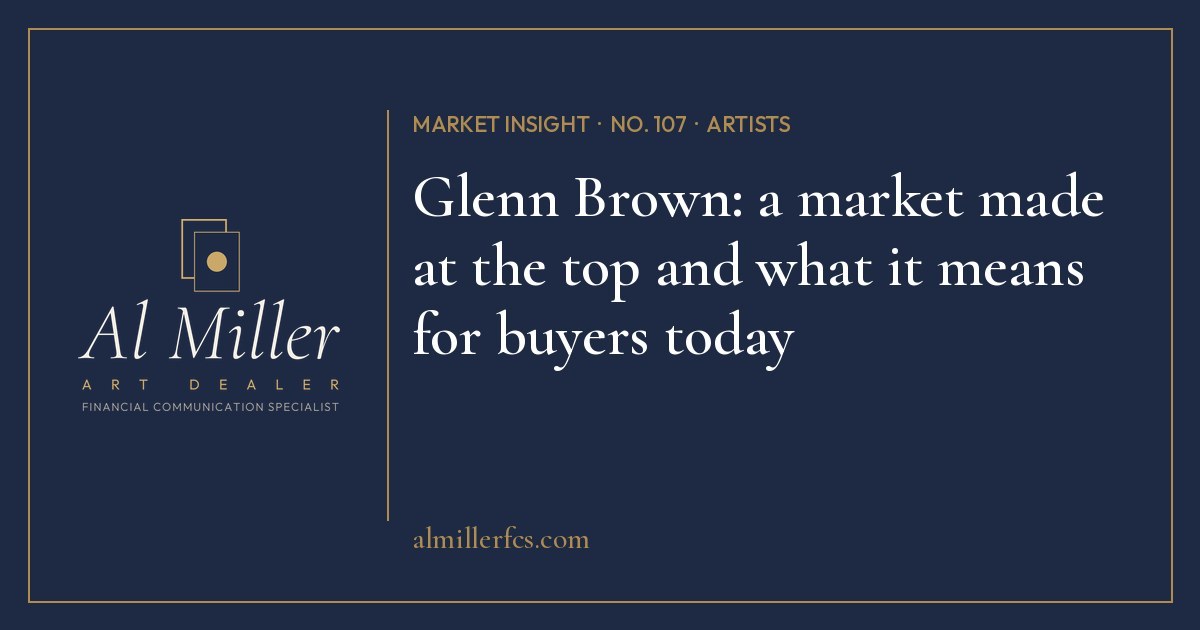 Al Miller
ART DEALER
FINANCIAL COMMUNICATION SPECIALIST
MARKET INSIGHT · NO. 107 · ARTISTS
Glenn Brown: a market made
at the top and what it means
for buyers today
almillerfcs.com